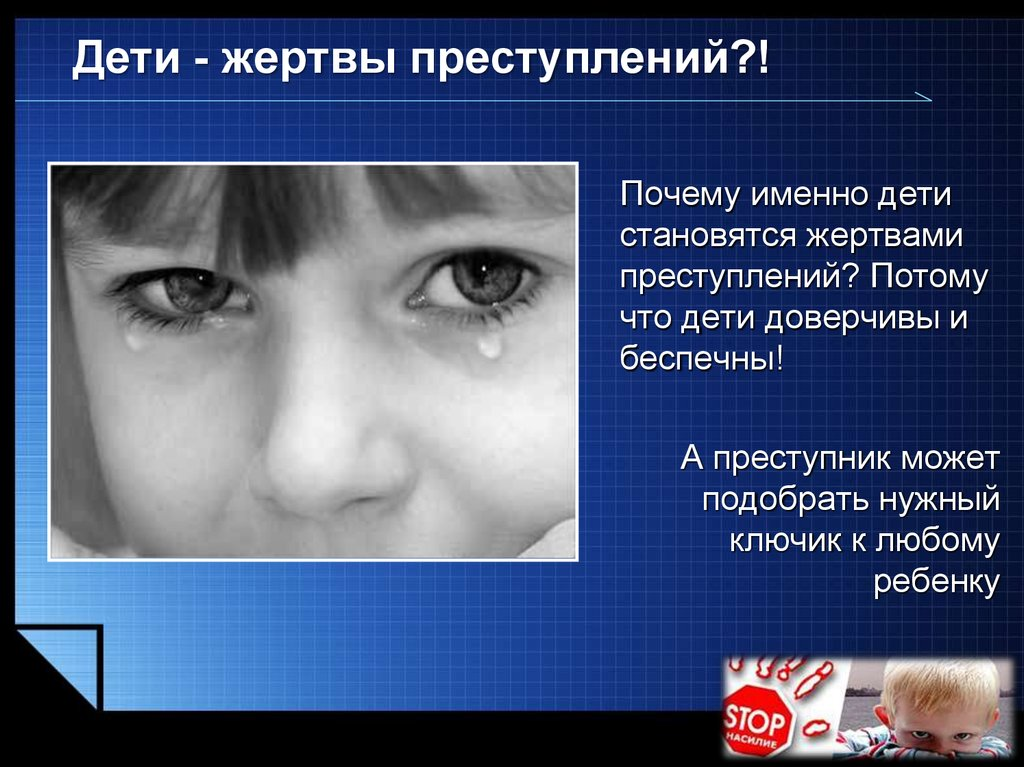 Дети - жертвы преступлений?!
Почему именно дети
становятся жертвами
преступлений? Потому
что дети доверчивы и
беспечны!
А преступник может
подобрать нужный
ключик к любому
ребенку
STOP
НАСИЛИЕ